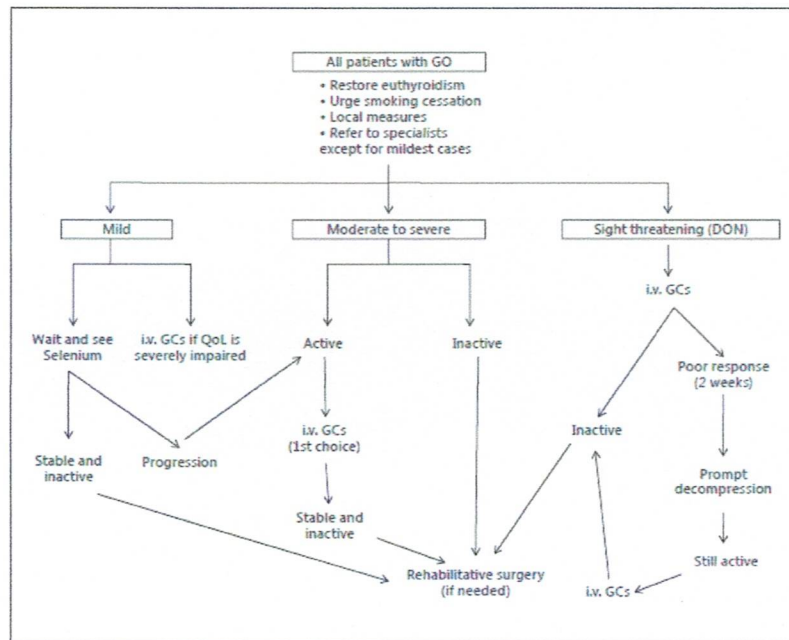 All patients with GO
• Restore euthyroidism
• Urge smoking cessation
• Local measures
• Refer to specialists
except for mildest cases
Mild
Moderate to severe
Sight threatening (DON)
i.v. GCs
Wait and see
Selenium
i.v. GCs if QoL is
severely impaired
Active
Inactive
Poor response
(2 weeks)
i.v. GCs
(1st choice)
Inactive
Stable and
inactive
Progression
Prompt
decompression
Stable and
inactive
Still active
Rehabilitative surgery
(if needed)
i.v. GCs